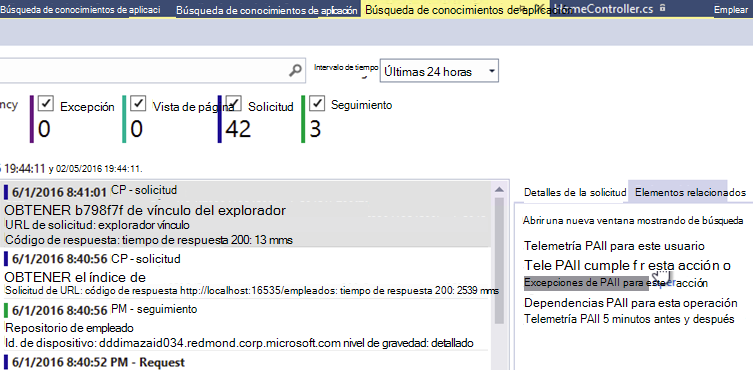 Búsqueda de conocimientos de aplicaci Búsqueda de conocimientos de aplicación Búsqueda de conocimientos de aplicación HomeController.cs Emplear
Intervalo de tiempo Últimas 24 horas
ncy Excepción Vista de página Solicitud Seguimiento
0 0 42 3
19:44:11 y 02/05/2016 19:44:11.
6/1/2016 8:41:01 CP - solicitud
OBTENER b798f7f de vínculo del explorador
URL de solicitud: explorador vínculo
Código de respuesta: tiempo de respuesta 200: 13 mms
6/1/2016 8:40:56 CP - solicitud
OBTENER el índice de
Solicitud de URL: código de respuesta http://localhost:16535/empleados: tiempo de respuesta 200: 2539 mms
6/1/2016 8:40:56 PM - seguimiento
Repositorio de empleado
Id. de dispositivo: dddimazaid034.redmond.corp.microsoft.com nivel de gravedad: detallado
6/1/2016 8:40:52 PM - Request
Detalles de la solicitud Elementos relacionados
Abrir una nueva ventana mostrando de búsqueda
Telemetría PAII para este usuario
Tele PAII cumple f r esta acción o
Excepciones de PAII para este acción
Dependencias PAII para esta operación
Telemetría PAII 5 minutos antes y después